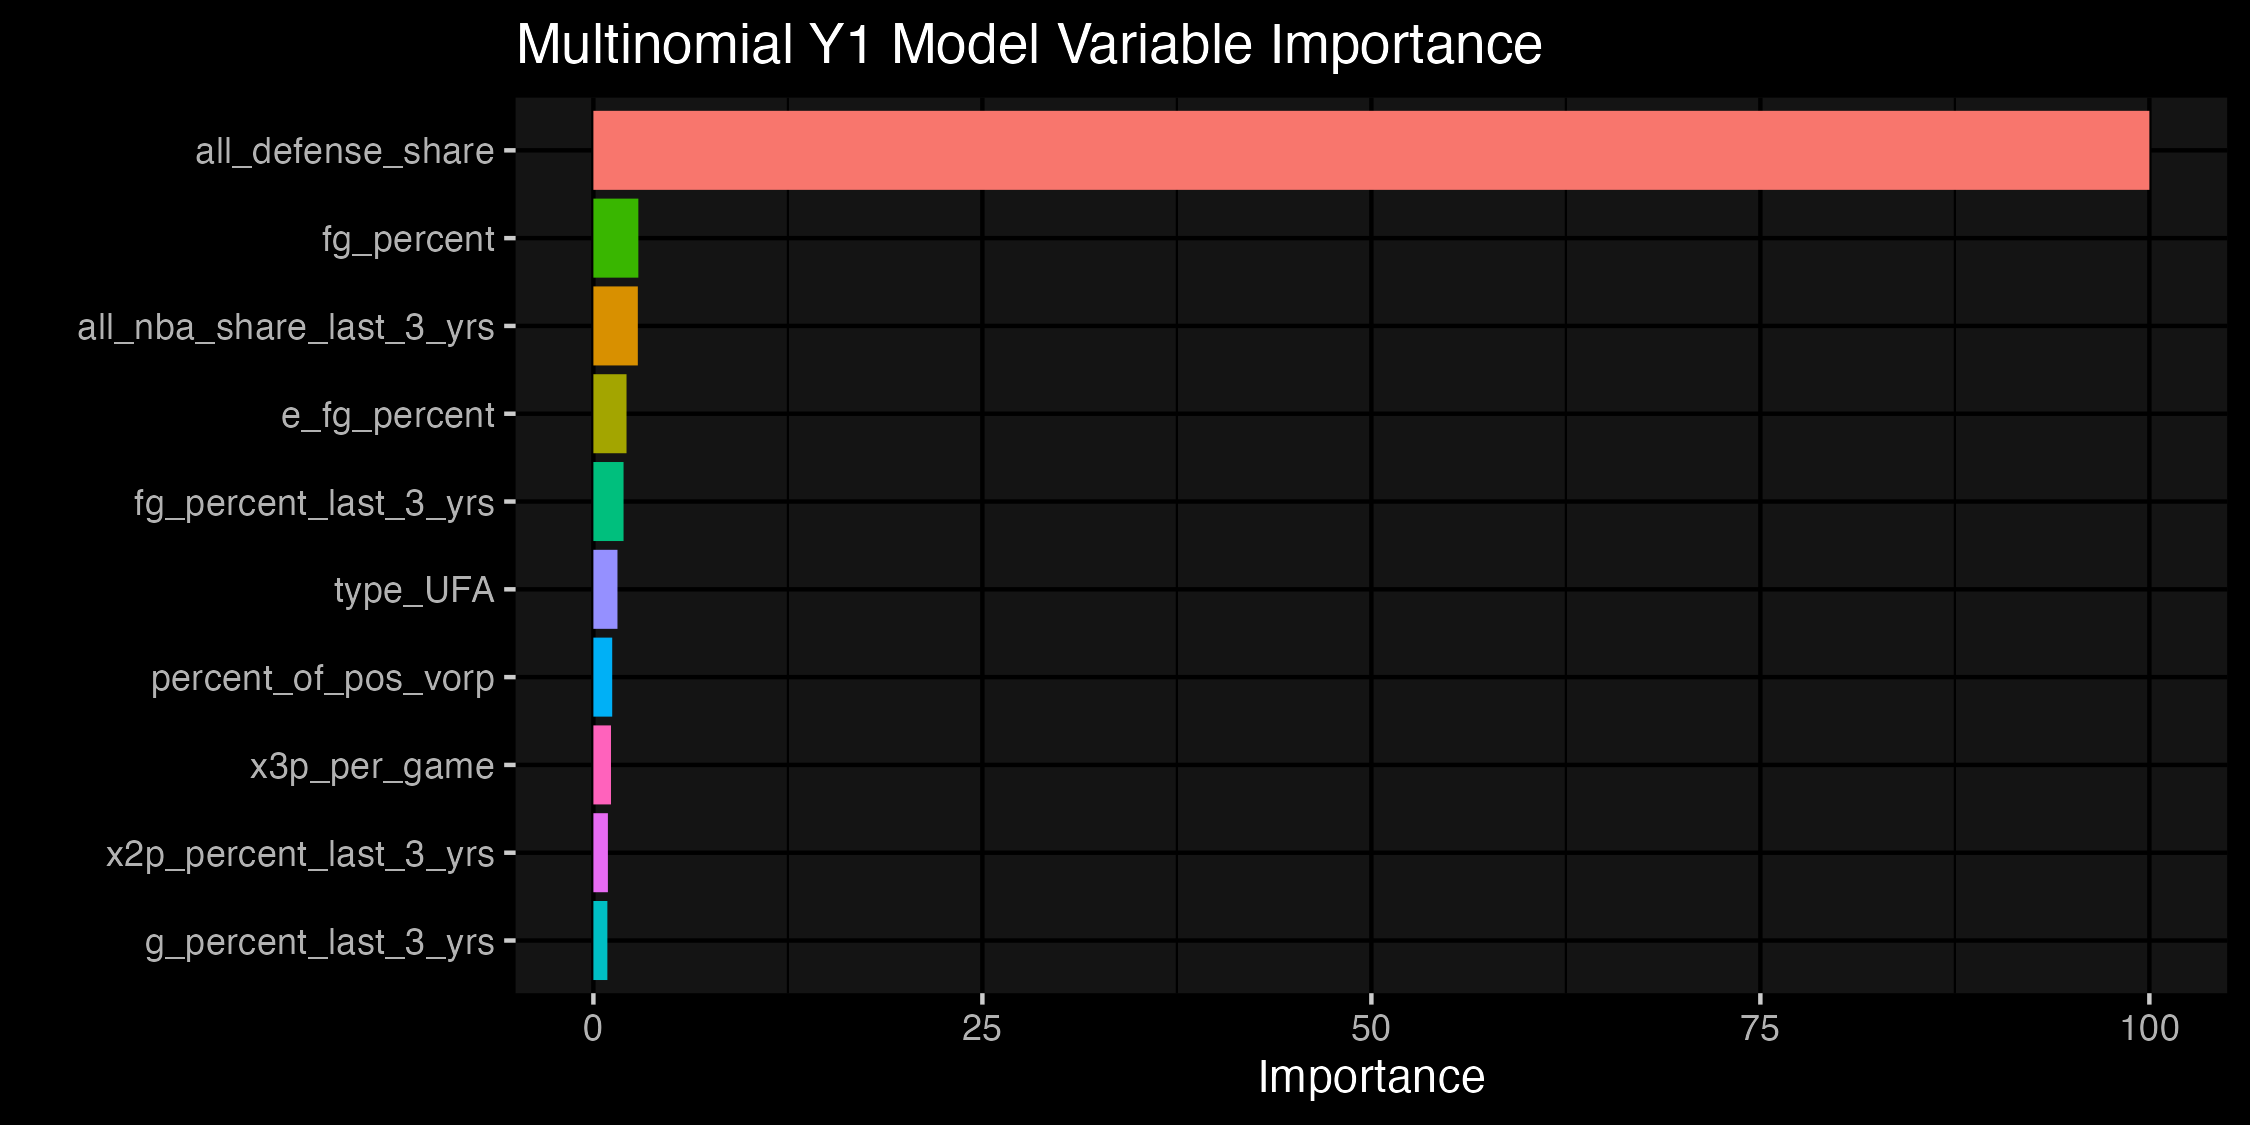 Multinomial Y1 Model Variable Importance
all_defense_share
fg_percent
all_nba_share_last_3_yrs
e_fg_percent
fg_percent_last_3_yrs
type_UFA
percent_of_pos_vorp
x3p_per_game
x2p_percent_last_3_yrs
g_percent_last_3_yrs
0 25 50 75 100
Importance